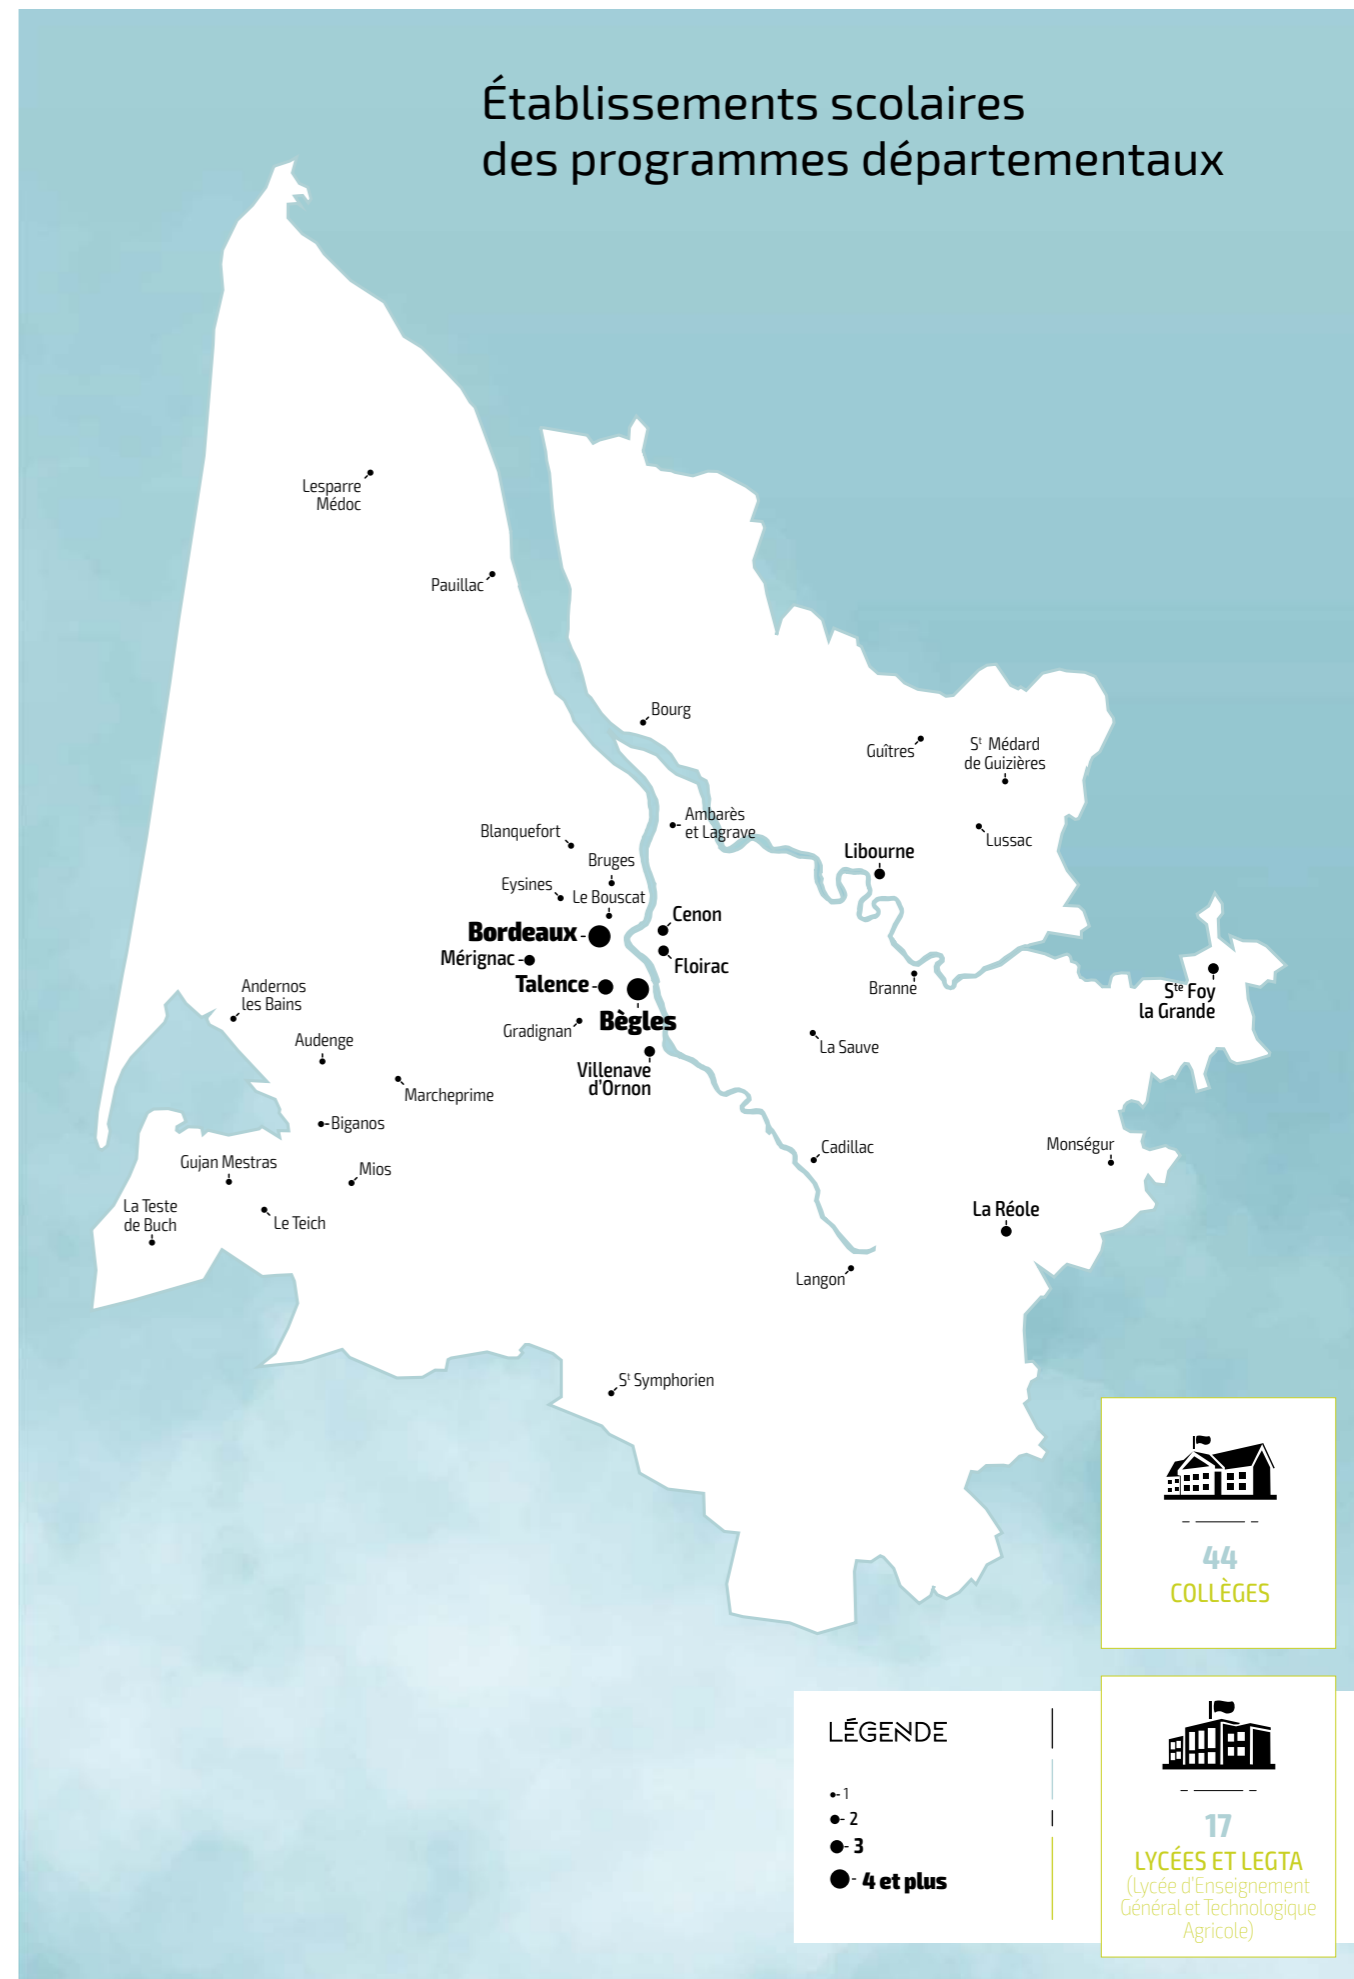 Établissements scolaires
des programmes départementaux
Lesparre
Médoc
Pauillac
Bourg
Guîtres
Sᵗ Médard
de Guizières
Ambarès
et Lagrave
Blanquefort
Lussac
Libourne
Bruges
Eysines
Le Bouscat
Cenon
Bordeaux
Mérignac
Floirac
Talence
Branne
Sᵗᵉ Foy
la Grande
Andernos
les Bains
Bègles
Gradignan
Audenge
La Sauve
Villenave
d'Ornon
Marcheprime
Biganos
Cadillac
Monségur
Gujan Mestras
Mios
La Teste
de Buch
Le Teich
La Réole
Langon
Sᵗ Symphorien
44
COLLÈGES
LÉGENDE
1
2
3
4 et plus
17
LYCÉES ET LEGTA
(Lycée d'Enseignement
Général et Technologique
Agricole)